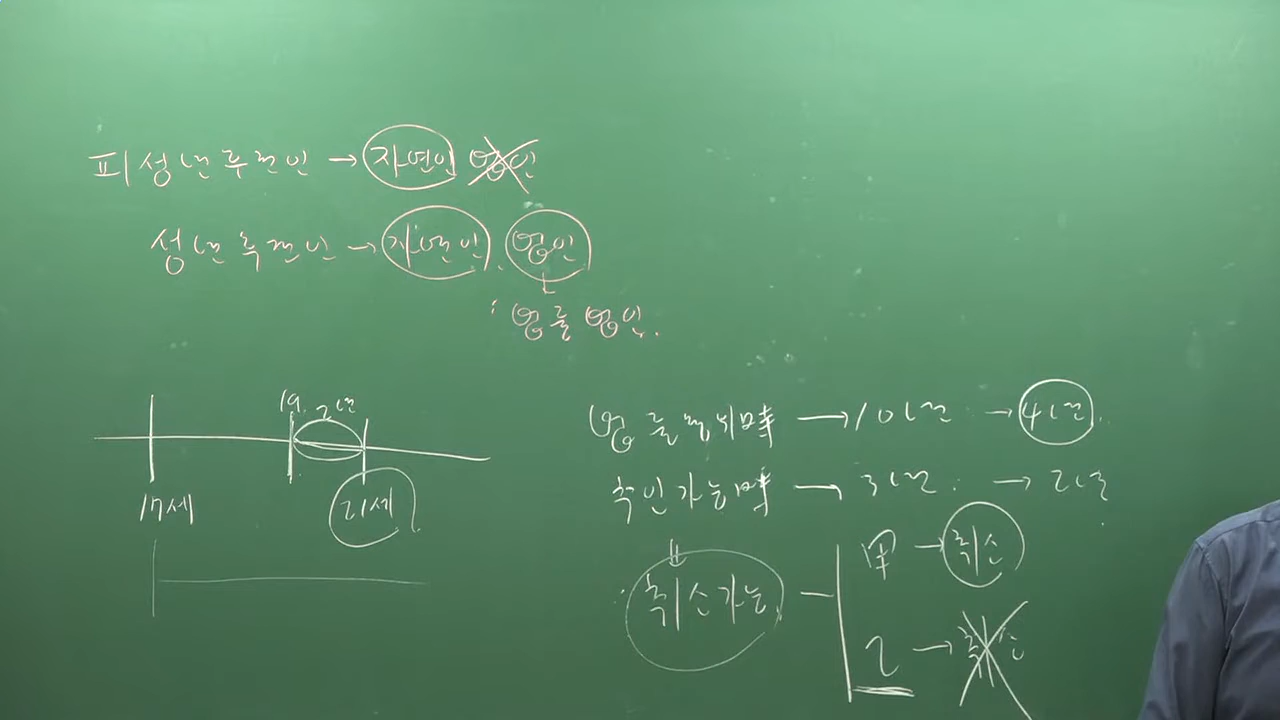 피성년후견인 → 자연인 법인
성년후견인 → 자연인, 법인
: 법률법인.
19. 2년
17세 21세
법률행위때 → 10년 → 4년
추인가능때 → 3년 → 2년
甲 → 취소
취소가능
乙 → 취소